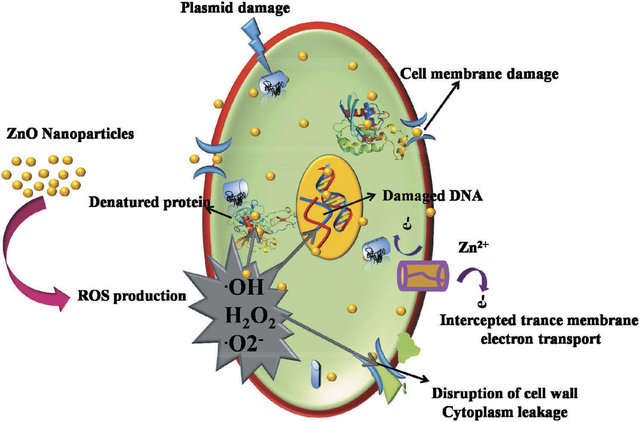 Plasmid damage
Cell membrane damage
ZnO Nanoparticles
Denatured protein
Damaged DNA
e-
Zn²⁺
ROS production
·OH
H₂O₂
·O2⁻
e-
Intercepted trance membrane
electron transport
Disruption of cell wall
Cytoplasm leakage